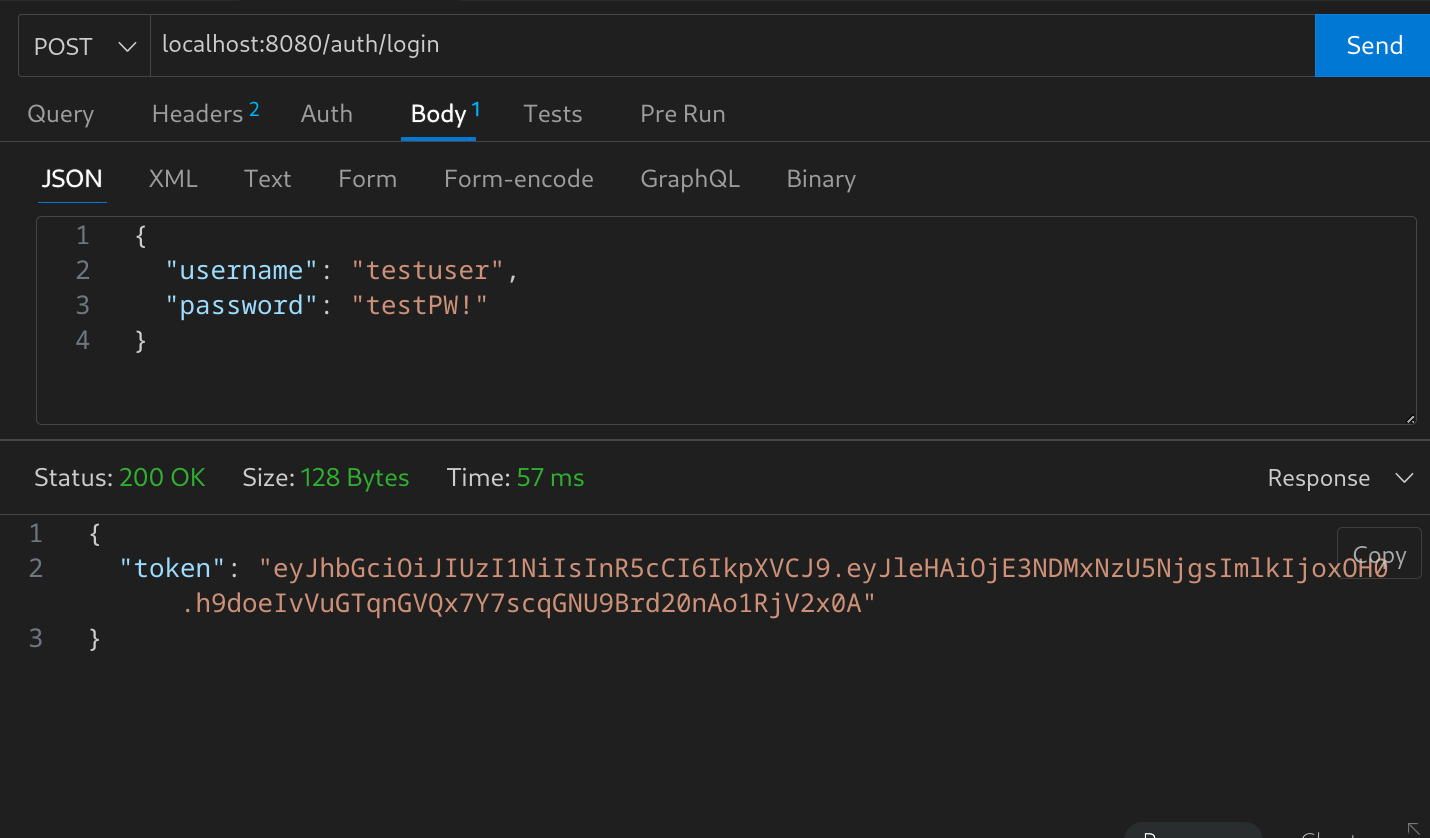 POST localhost:8080/auth/login Send
Query Headers 2 Auth Body 1 Tests Pre Run
JSON XML Text Form Form-encode GraphQL Binary
1 {
2 "username": "testuser",
3 "password": "testPW!"
4 }
Status: 200 OK Size: 128 Bytes Time: 57 ms Response
1 {
Copy
2 "token": "eyJhbGciOiJIUzI1NiIsInR5cCI6IkpXVCJ9.eyJleHAiOjE3NDMxNzU5NjgsImlkIjoxOH0
.h9doeIvVuGTqnGVQx7Y7scqGNU9Brd20nAo1RjV2x0A"
3 }